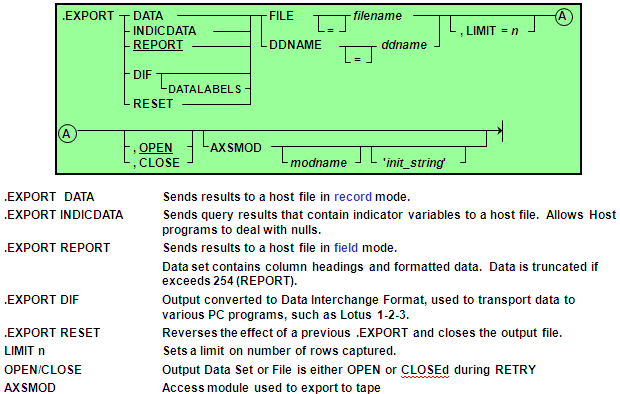 .EXPORT DATA FILE filename A
= , LIMIT = n
INDICDATA
REPORT DDNAME ddname
=
DIF
DATALABELS
RESET
A
, OPEN AXSMOD
, CLOSE modname 'init_string'
.EXPORT DATA Sends results to a host file in record mode.
.EXPORT INDICDATA Sends query results that contain indicator variables to a host file. Allows Host
programs to deal with nulls.
.EXPORT REPORT Sends results to a host file in field mode.
Data set contains column headings and formatted data. Data is truncated if
exceeds 254 (REPORT).
.EXPORT DIF Output converted to Data Interchange Format, used to transport data to
various PC programs, such as Lotus 1-2-3.
.EXPORT RESET Reverses the effect of a previous .EXPORT and closes the output file.
LIMIT n Sets a limit on number of rows captured.
OPEN/CLOSE Output Data Set or File is either OPEN or CLOSEd during RETRY
AXSMOD Access module used to export to tape